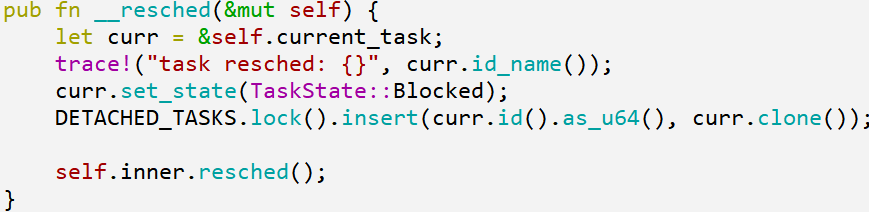 pub fn __resched(&mut self) {
    let curr = &self.current_task;
    trace!("task resched: {}", curr.id_name());
    curr.set_state(TaskState::Blocked);
    DETACHED_TASKS.lock().insert(curr.id().as_u64(), curr.clone());

    self.inner.resched();
}